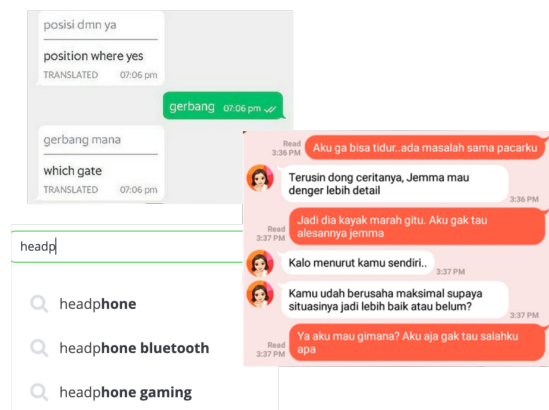 posisi dmn ya
position where yes
TRANSLATED 07:06 pm
gerbang 07:06 pm
gerbang mana
which gate
TRANSLATED 07:06 pm
Read
3:36 PM
Aku ga bisa tidur..ada masalah sama pacarku
Terusin dong ceritanya, Jemma mau
denger lebih detail
3:36 PM
Jadi dia kayak marah gitu. Aku gak tau
alesannya jemma
Read
3:37 PM
Kalo menurut kamu sendiri..
3:37 PM
Kamu udah berusaha maksimal supaya
situasinya jadi lebih baik atau belum?
3:37 PM
Ya aku mau gimana? Aku aja gak tau salahku
apa
Read
3:37 PM
headp
headphone
headphone bluetooth
headphone gaming